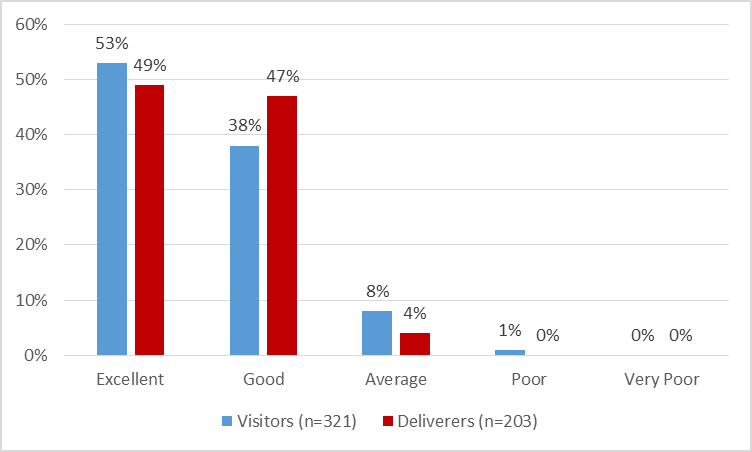 60%
53%
49%
50%
47%
38%
40%
30%
20%
8%
10%
4%
1%
0%
0%
0%
0%
Excellent
Good
Average
Poor
Very Poor
Visitors (n=321)
Deliverers (n=203)